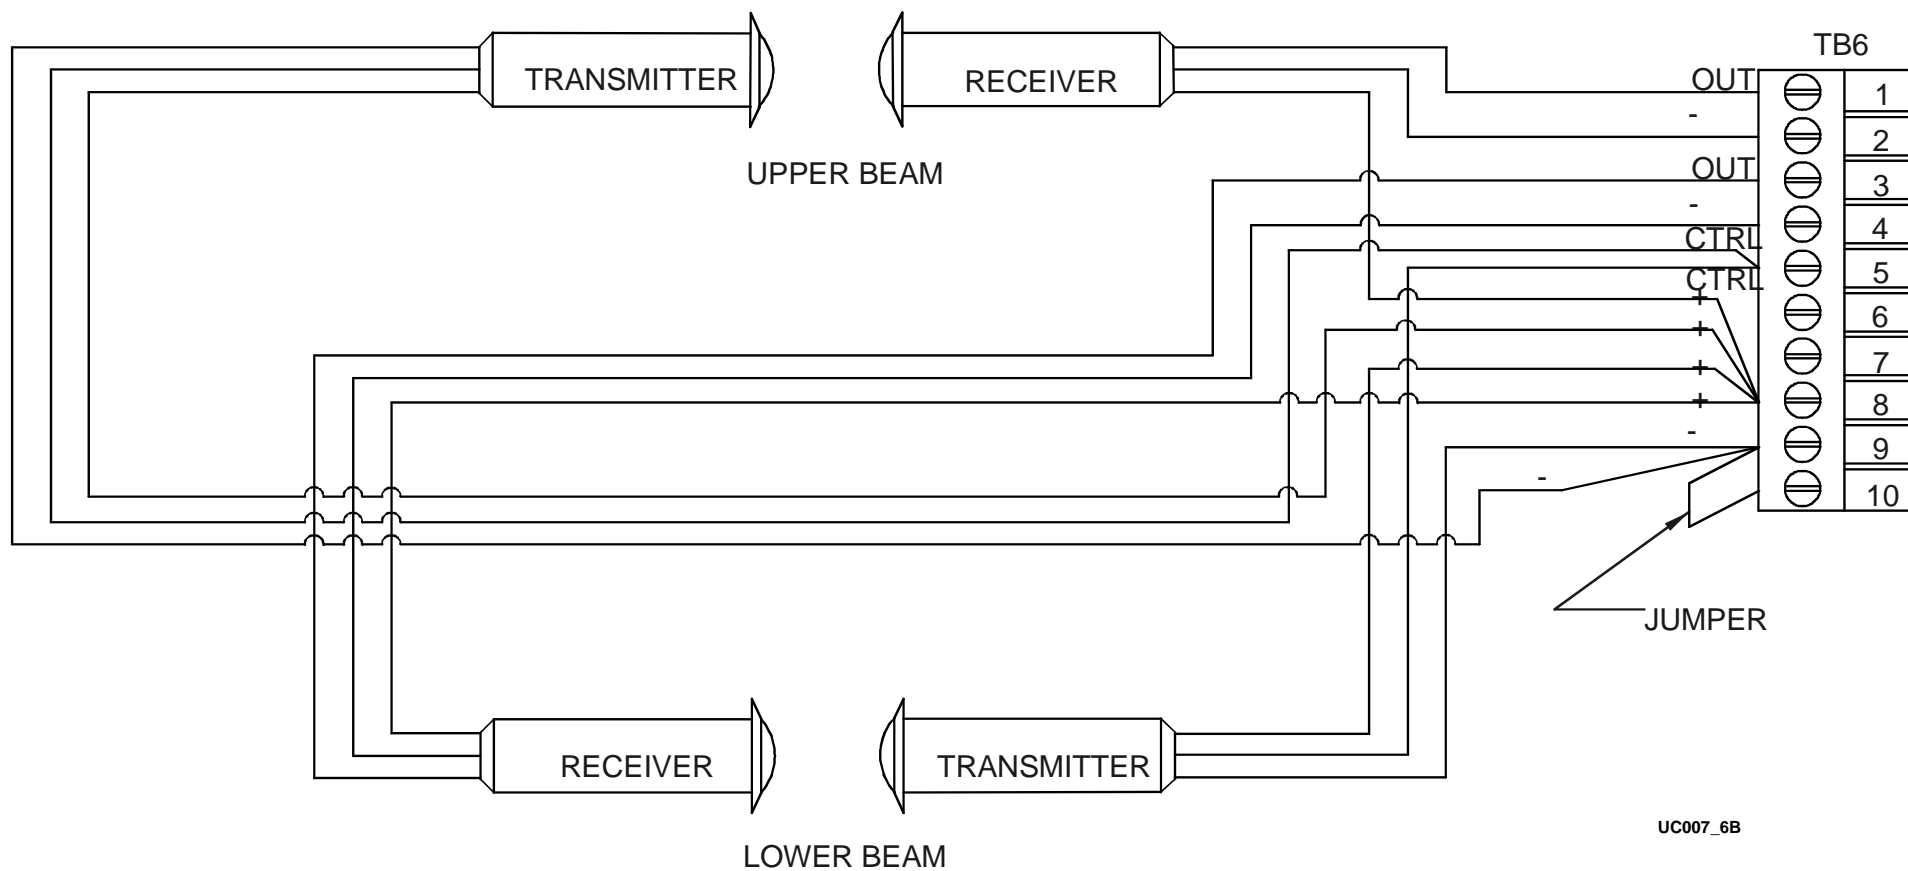 TB6
TRANSMITTER
RECEIVER
OUT
1
-
2
UPPER BEAM
OUT
3
-
4
CTRL
5
CTRL
+
6
+
7
+
8
+
-
9
-
10
JUMPER
RECEIVER
TRANSMITTER
UC007_6B
LOWER BEAM